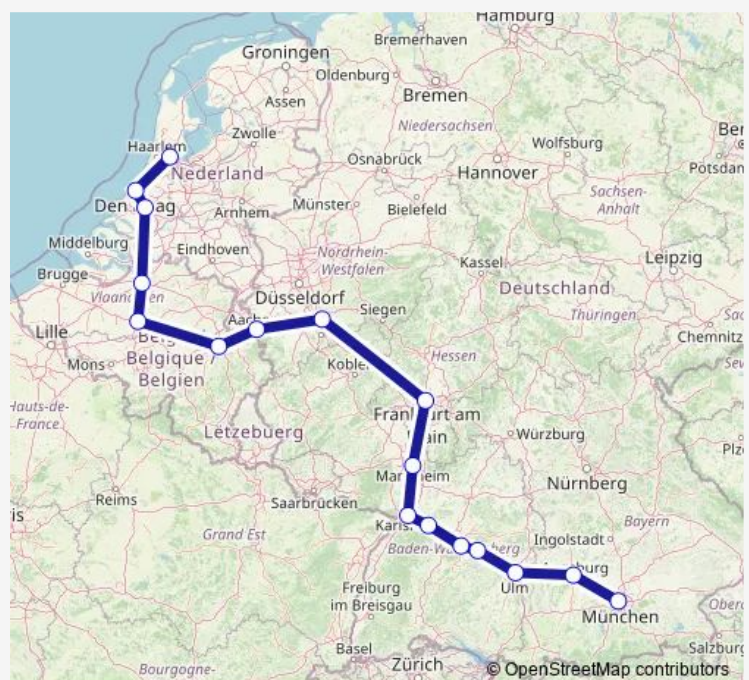 Hamburg
Bremerhaven
Groningen
Oldenburg
Bremen
Assen
Niedersachsen
Zwolle
Wolfsburg
Haarlem
Osnabrück
Hannover
Potsdam
Nederland
Sachsen-
Anhalt
Arnhem
Münster
Bielefeld
Middelburg
Eindhoven
Nordrhein-
Westfalen
Kassel
Leipzig
Brugge
Deutschland
Düsseldorf
Siegen
Thüringen
Lille
Chemnitz
Belgique /
Belgien
Mons
Hessen
Hauts-de-
France
Lëtzebuerg
Würzburg
Nürnberg
Reims
Saarbrücken
Grand Est
Bayern
Ingolstadt
Ulm
Freiburg
im Breisgau
München
Basel
Zürich
Salzburg
Bourgogne-
© OpenStreetMap contributors